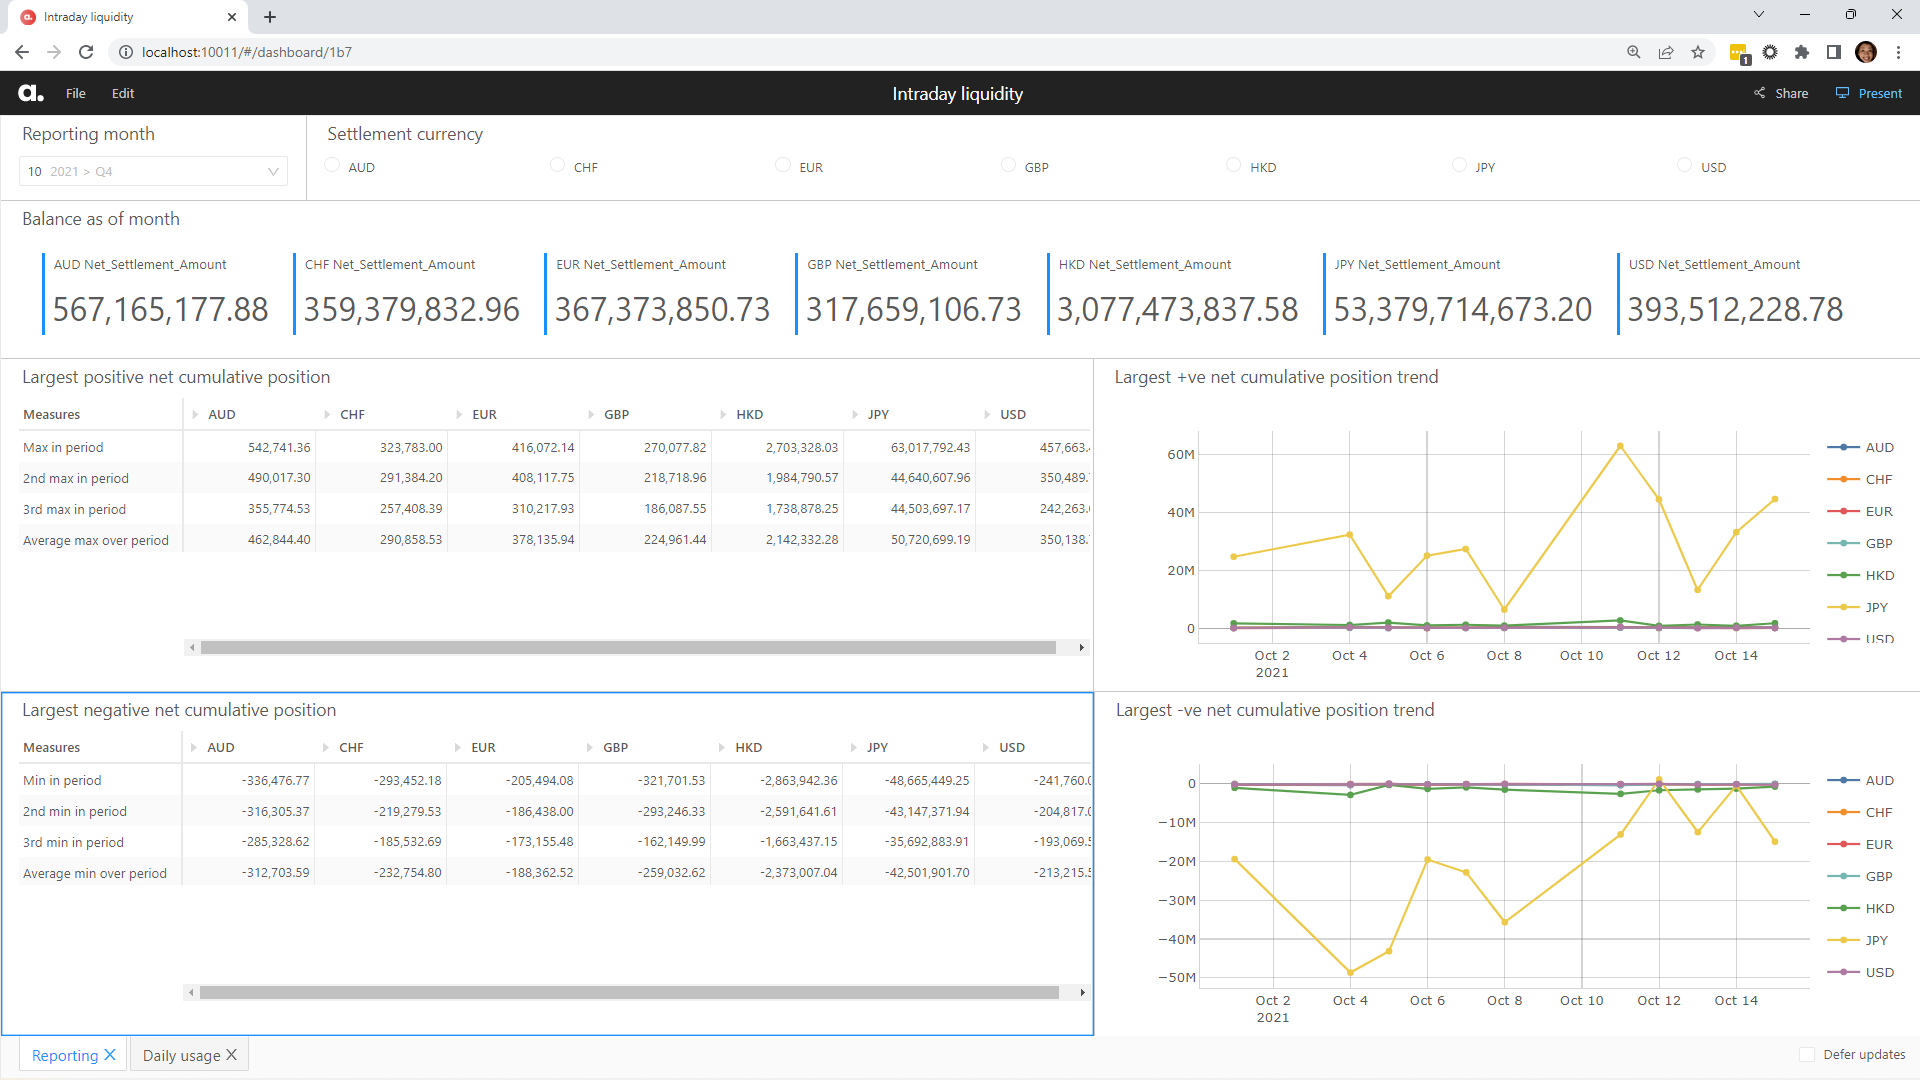 Intraday liquidity
localhost:10011/#/dashboard/1b7
1
a.
File
Edit
Intraday liquidity
Share
Present
Reporting month
10 2021 > Q4
Settlement currency
AUD
CHF
EUR
GBP
HKD
JPY
USD
Balance as of month
AUD Net_Settlement_Amount
567,165,177.88
CHF Net_Settlement_Amount
359,379,832.96
EUR Net_Settlement_Amount
367,373,850.73
GBP Net_Settlement_Amount
317,659,106.73
HKD Net_Settlement_Amount
3,077,473,837.58
JPY Net_Settlement_Amount
53,379,714,673.20
USD Net_Settlement_Amount
393,512,228.78
Largest positive net cumulative position
Measures AUD CHF EUR GBP HKD JPY USD
Max in period 542,741.36 323,783.00 416,072.14 270,077.82 2,703,328.03 63,017,792.43 457,663.
2nd max in period 490,017.30 291,384.20 408,117.75 218,718.96 1,984,790.57 44,640,607.96 350,489.
3rd max in period 355,774.53 257,408.39 310,217.93 186,087.55 1,738,878.25 44,503,697.17 242,263.
Average max over period 462,844.40 290,858.53 378,135.94 224,961.44 2,142,332.28 50,720,699.19 350,138.
Largest +ve net cumulative position trend
60M
40M
20M
0
Oct 2 Oct 4 Oct 6 Oct 8 Oct 10 Oct 12 Oct 14
2021
AUD
CHF
EUR
GBP
HKD
JPY
USD
Largest negative net cumulative position
Measures AUD CHF EUR GBP HKD JPY USD
Min in period -336,476.77 -293,452.18 -205,494.08 -321,701.53 -2,863,942.36 -48,665,449.25 -241,760.0
2nd min in period -316,305.37 -219,279.53 -186,438.00 -293,246.33 -2,591,641.61 -43,147,371.94 -204,817.0
3rd min in period -285,328.62 -185,532.69 -173,155.48 -162,149.99 -1,663,437.15 -35,692,883.91 -193,069.5
Average min over period -312,703.59 -232,754.80 -188,362.52 -259,032.62 -2,373,007.04 -42,501,901.70 -213,215.5
Largest -ve net cumulative position trend
0
−10M
−20M
−30M
−40M
−50M
Oct 2 Oct 4 Oct 6 Oct 8 Oct 10 Oct 12 Oct 14
2021
AUD
CHF
EUR
GBP
HKD
JPY
USD
Reporting
Daily usage
Defer updates